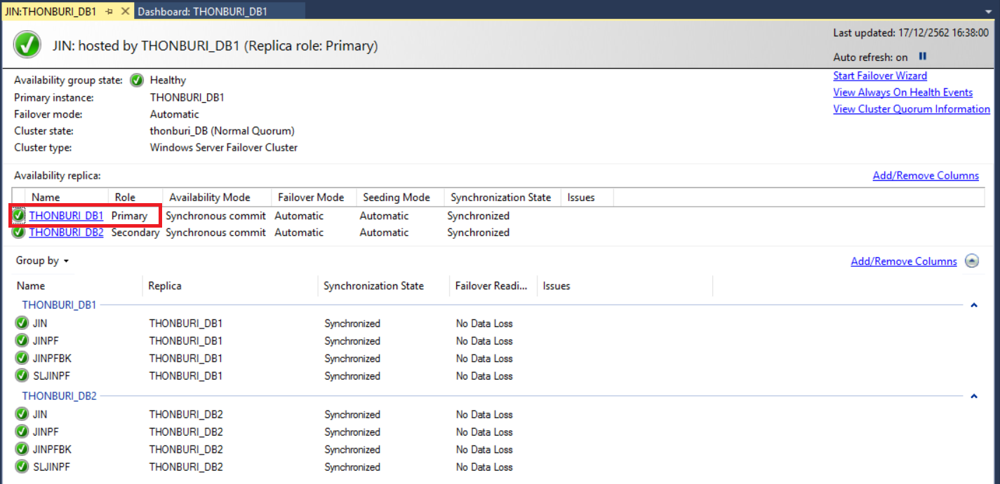 JIN:THONBURI_DB1 Dashboard: THONBURI_DB1
JIN: hosted by THONBURI_DB1 (Replica role: Primary)
Last updated: 17/12/2562 16:38:00
Auto refresh: on
Availability group state: Healthy
Primary instance: THONBURI_DB1
Failover mode: Automatic
Cluster state: thonburi_DB (Normal Quorum)
Cluster type: Windows Server Failover Cluster
Start Failover Wizard
View Always On Health Events
View Cluster Quorum Information
Availability replica: Add/Remove Columns
Name Role Availability Mode Failover Mode Seeding Mode Synchronization State Issues
THONBURI_DB1 Primary Synchronous commit Automatic Automatic Synchronized
THONBURI_DB2 Secondary Synchronous commit Automatic Automatic Synchronized
Group by Add/Remove Columns
Name Replica Synchronization State Failover Readi... Issues
THONBURI_DB1
JIN THONBURI_DB1 Synchronized No Data Loss
JINPF THONBURI_DB1 Synchronized No Data Loss
JINPFBK THONBURI_DB1 Synchronized No Data Loss
SLJINPF THONBURI_DB1 Synchronized No Data Loss
THONBURI_DB2
JIN THONBURI_DB2 Synchronized No Data Loss
JINPF THONBURI_DB2 Synchronized No Data Loss
JINPFBK THONBURI_DB2 Synchronized No Data Loss
SLJINPF THONBURI_DB2 Synchronized No Data Loss